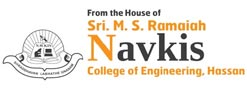 From the House of
Sri. M. S. Ramaiah
Navkis
College of Engineering, Hassan